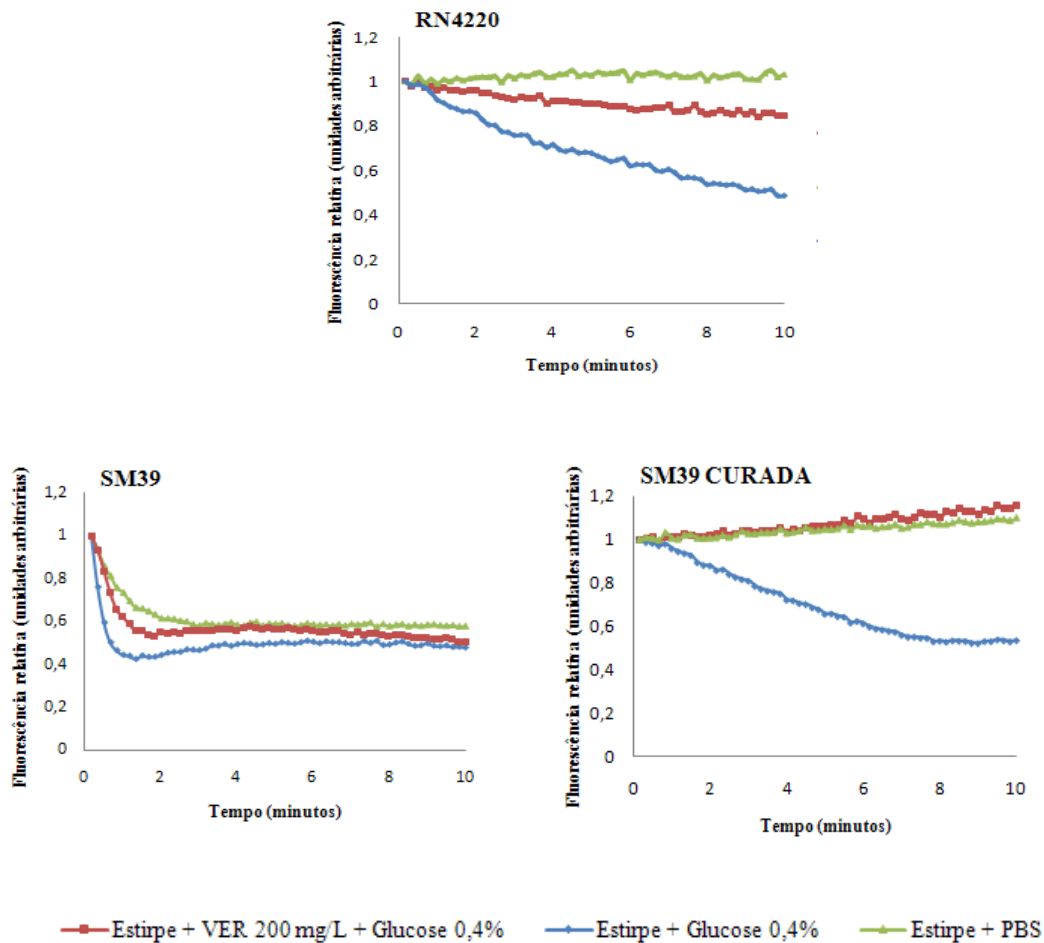 RN4220
Fluorescência relativa (unidades arbitrárias)
1,2
1
0,8
0,6
0,4
0,2
0
0 2 4 6 8 10
Tempo (minutos)
SM39
Fluorescência relativa (unidades arbitrárias)
1,2
1
0,8
0,6
0,4
0,2
0
0 2 4 6 8 10
Tempo (minutos)
SM39 CURADA
Fluorescência relativa (unidades arbitrárias)
1,2
1
0,8
0,6
0,4
0,2
0
0 2 4 6 8 10
Tempo (minutos)
Estirpe + VER 200 mg/L + Glucose 0,4% Estirpe + Glucose 0,4% Estirpe + PBS